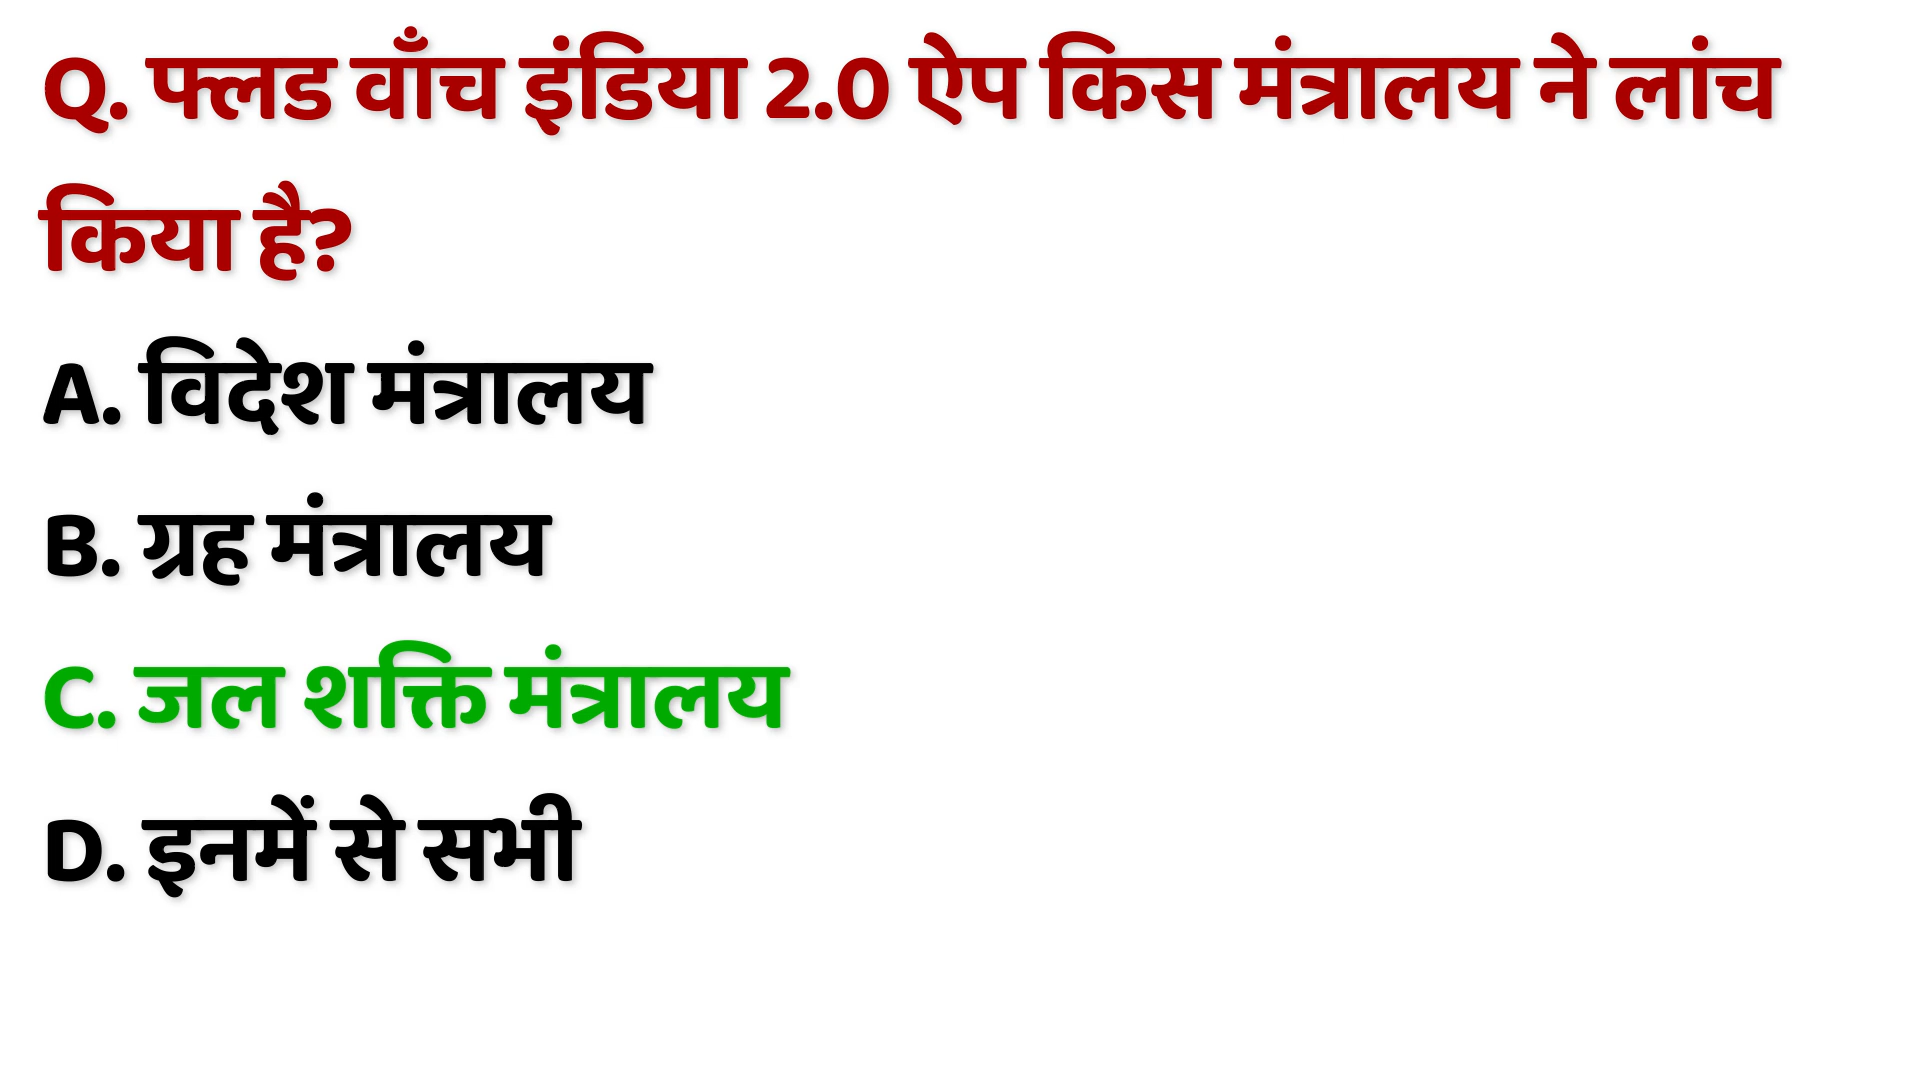 Q. फ्लड वाँच इंडिया 2.0 ऐप किस मंत्रालय ने लांच
किया है?
A. विदेश मंत्रालय
B. ग्रह मंत्रालय
C. जल शक्ति मंत्रालय
D. इनमें से सभी